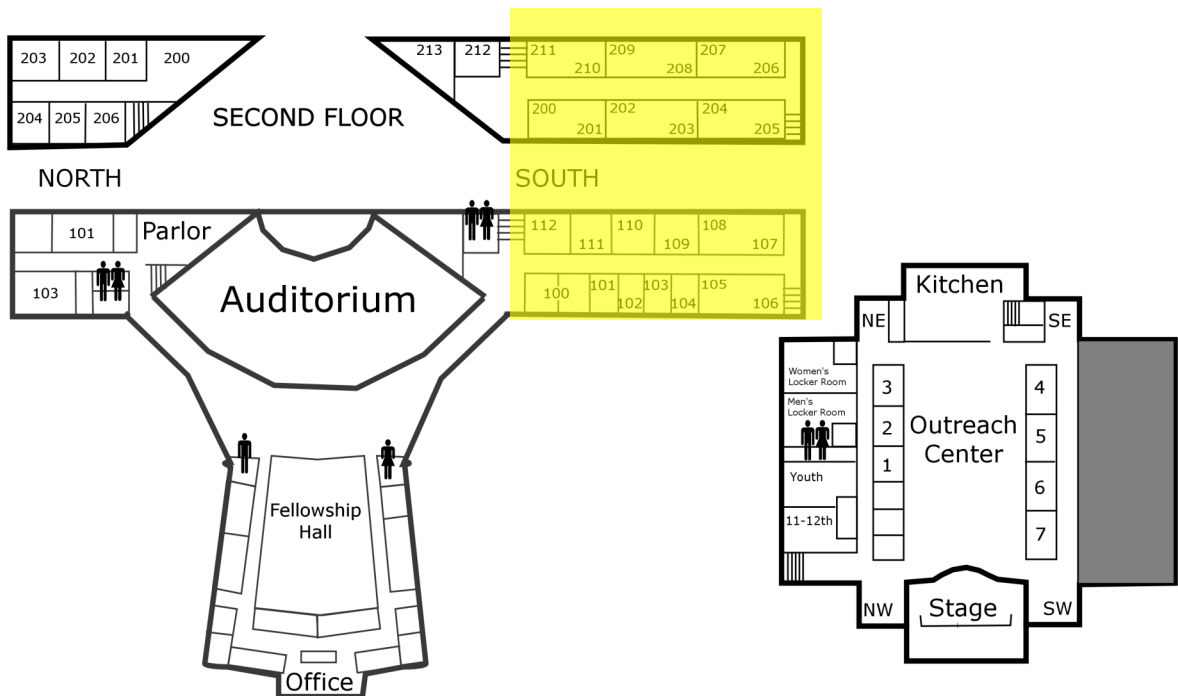 203 202 201 200
204 205 206
SECOND FLOOR
213 212 211 209 207
210 208 206
200 202 204
201 203 205
NORTH
SOUTH
101 Parlor
103
Auditorium
112 110 108
111 109 107
100 101 103 105
102 104 106
Fellowship
Hall
Office
Kitchen
NE SE
Women's
Locker Room
Men's
Locker Room
Youth
11-12th
3
2
1
Outreach
Center
4
5
6
7
NW Stage SW